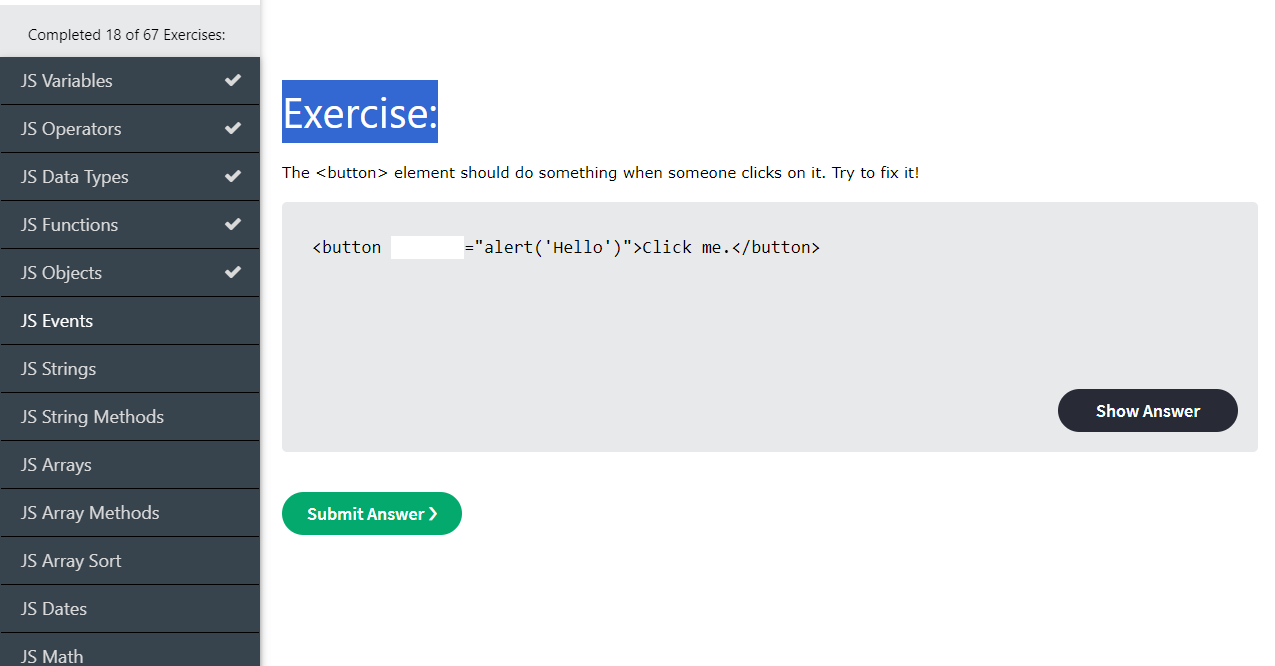 Completed 18 of 67 Exercises:
JS Variables
JS Operators
JS Data Types
JS Functions
JS Objects
JS Events
JS Strings
JS String Methods
JS Arrays
JS Array Methods
JS Array Sort
JS Dates
JS Math
Exercise:
The <button> element should do something when someone clicks on it. Try to fix it!
<button ="alert('Hello')">Click me.</button>
Show Answer
Submit Answer ❯